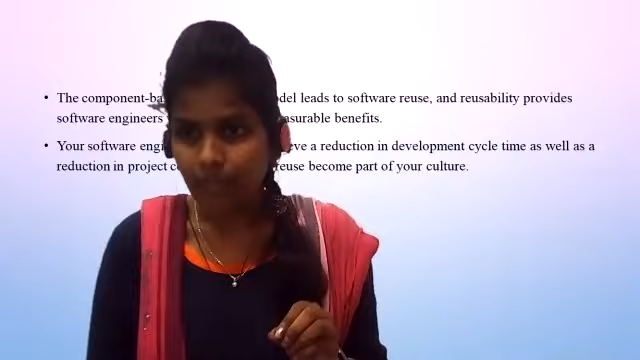 • The component-ba del leads to software reuse, and reusability provides
software engineers asurable benefits.
• Your software engi eve a reduction in development cycle time as well as a
reduction in project c reuse become part of your culture.